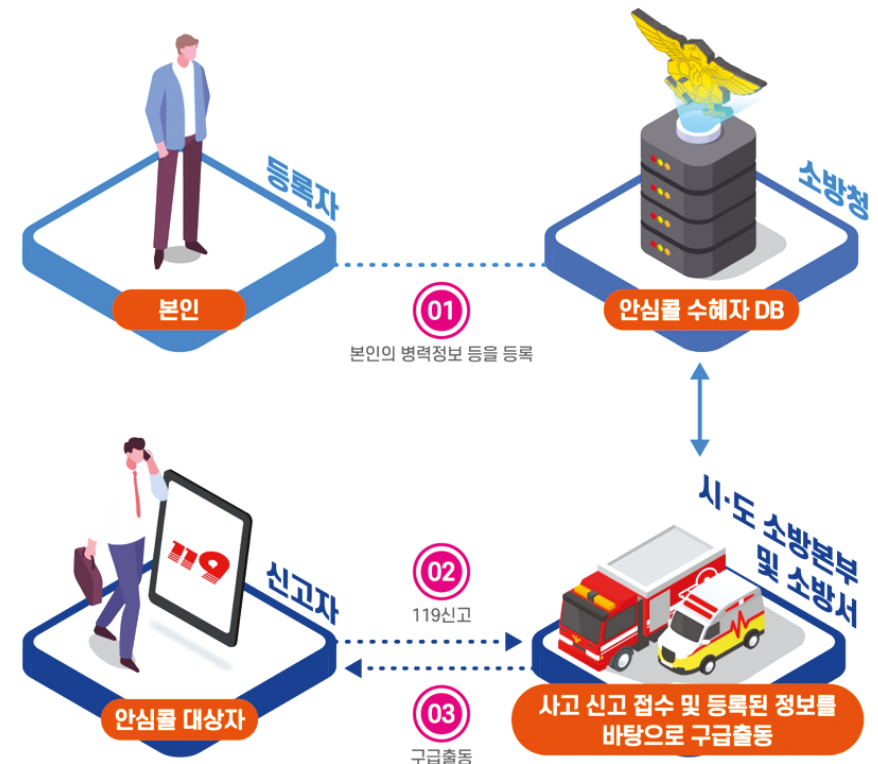 등록자
소방청
본인
안심콜 수혜자 DB
01
본인의 병력정보 등을 등록
시·도 소방본부
및 소방서
119
신고자
02
119신고
안심콜 대상자
03
구급출동
사고 신고 접수 및 등록된 정보를
바탕으로 구급출동